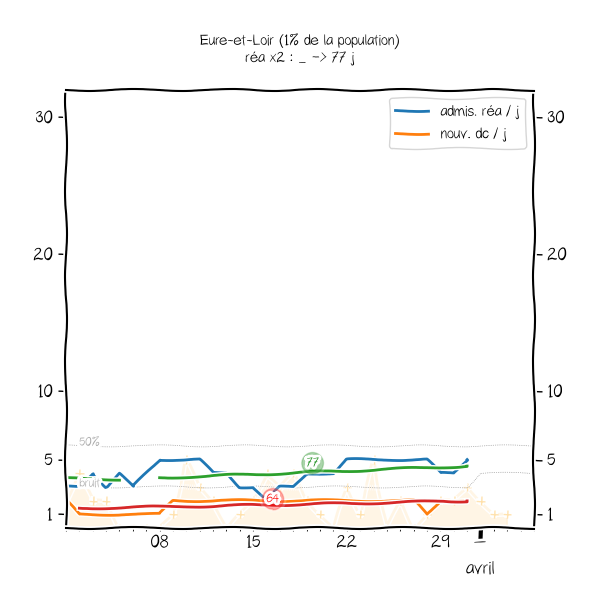 Eure-et-Loir (1% de la population)
réa x2 : _ -> 77 j
admis. réa / j
nouv. dc / j
30 30
20 20
10 10
50%
5 5
77
bruit
64
1 1
08 15 22 29 1
avril